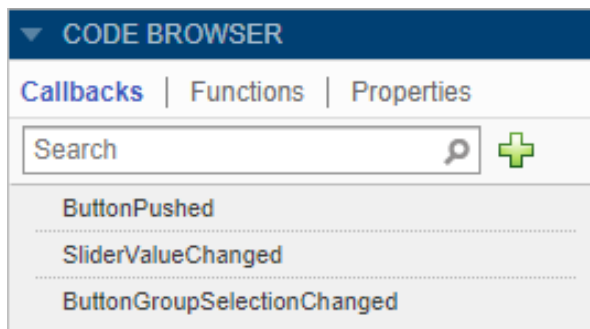 CODE BROWSER
Callbacks | Functions | Properties
Search
ButtonPushed
SliderValueChanged
ButtonGroupSelectionChanged